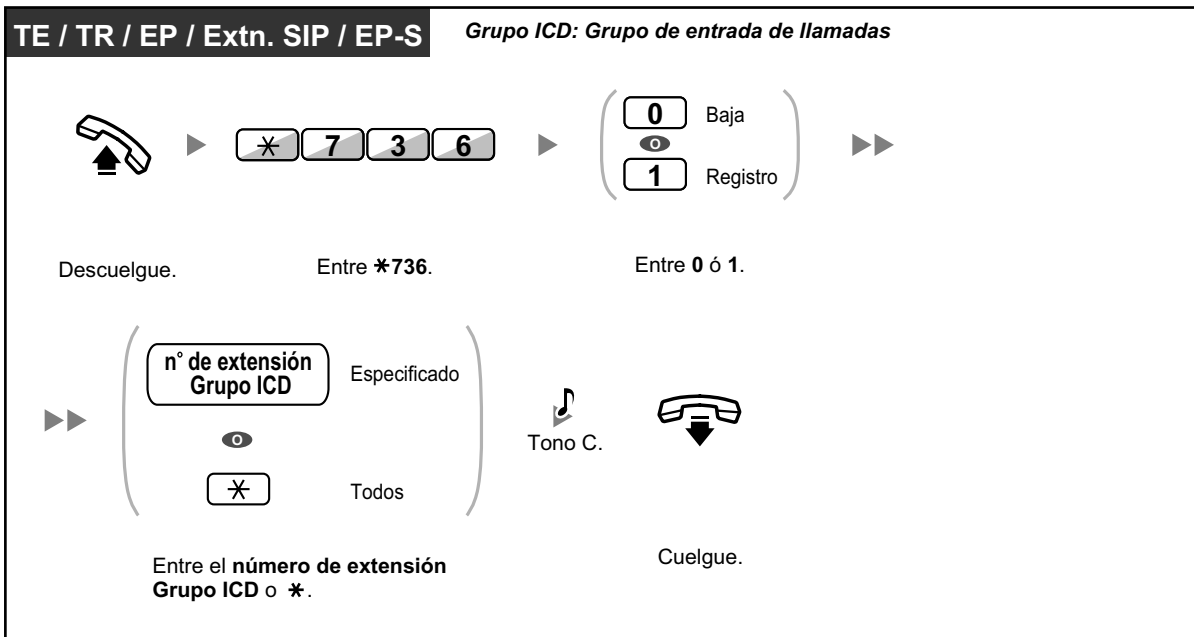 TE / TR / EP / Extn. SIP / EP-S
Grupo ICD: Grupo de entrada de llamadas
* 7 3 6
0 Baja
o
1 Registro
Descuelgue.
Entre *736.
Entre 0 ó 1.
n° de extensión
Grupo ICD
Especificado
o
* Todos
Tono C.
Entre el número de extensión
Grupo ICD o *.
Cuelgue.